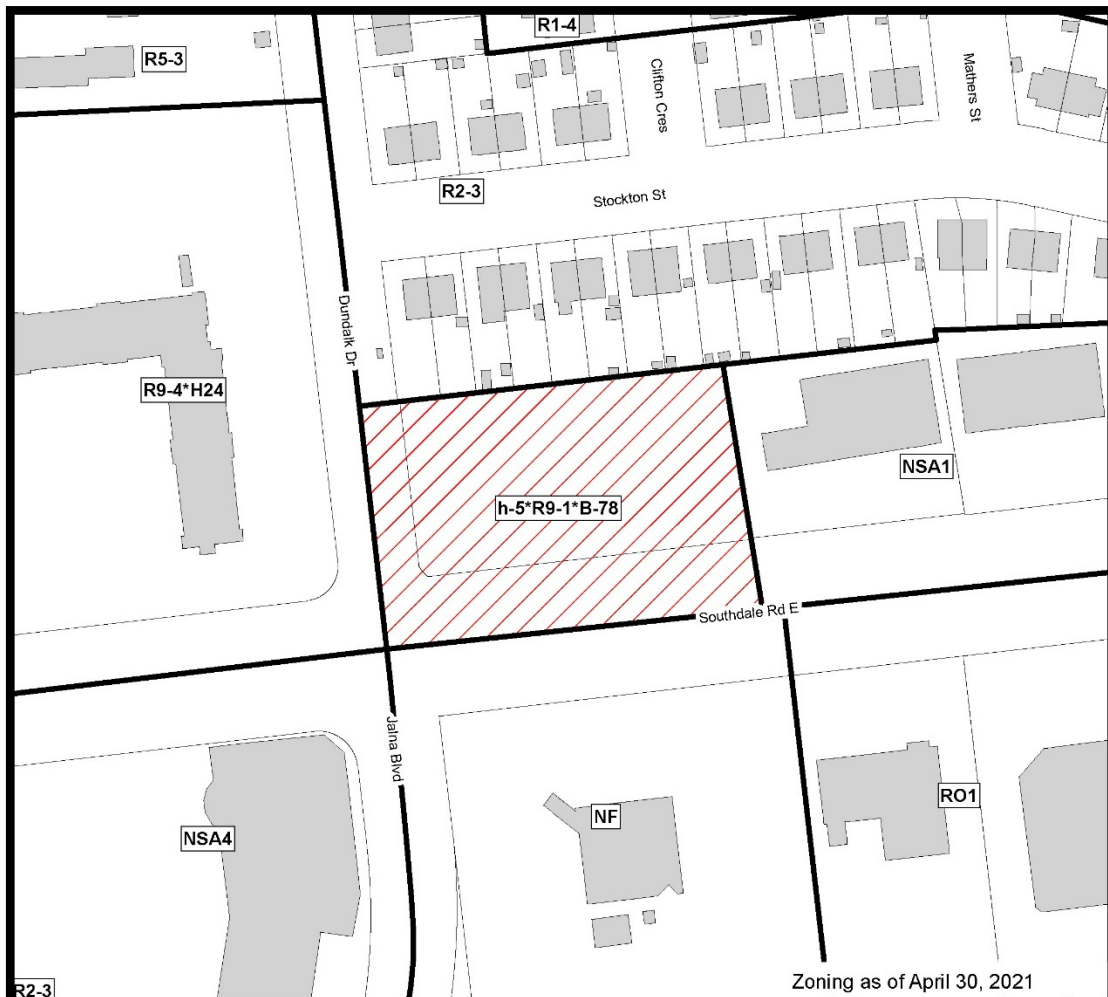 R1-4
R5-3
Clifton Cres
Mathers St
R2-3
Stockton St
Dundalk Dr
R9-4*H24
NSA1
h-5*R9-1*B-78
Southdale Rd E
Jalna Blvd
NSA4
NF
RO1
Zoning as of April 30, 2021
R2-3